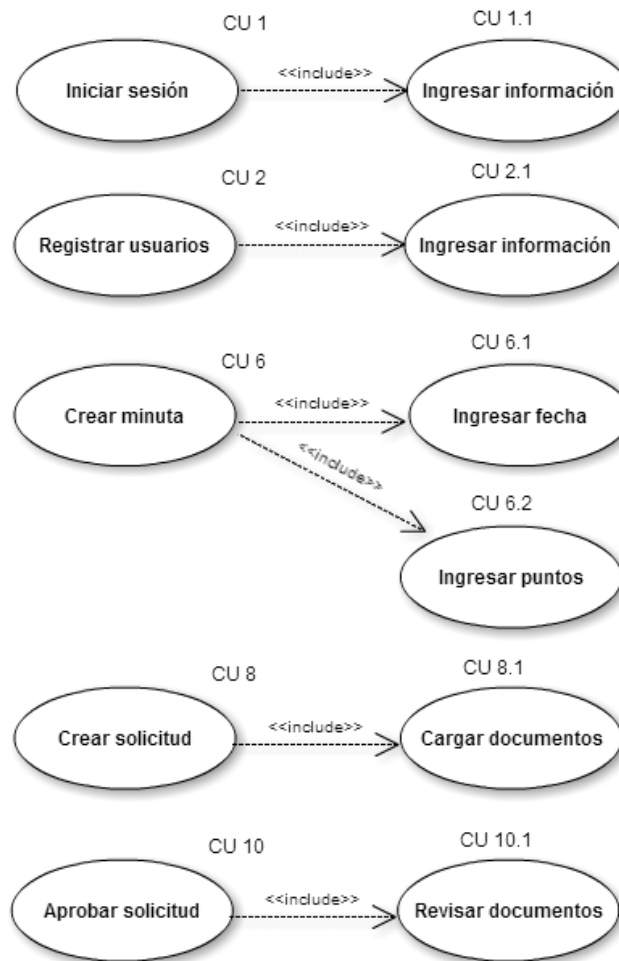 CU 1
CU 1.1
Iniciar sesión
<<include>>
Ingresar información
CU 2
CU 2.1
Registrar usuarios
<<include>>
Ingresar información
CU 6
CU 6.1
Crear minuta
<<include>>
Ingresar fecha
<<include>>
CU 6.2
Ingresar puntos
CU 8
CU 8.1
Crear solicitud
<<include>>
Cargar documentos
CU 10
CU 10.1
Aprobar solicitud
<<include>>
Revisar documentos